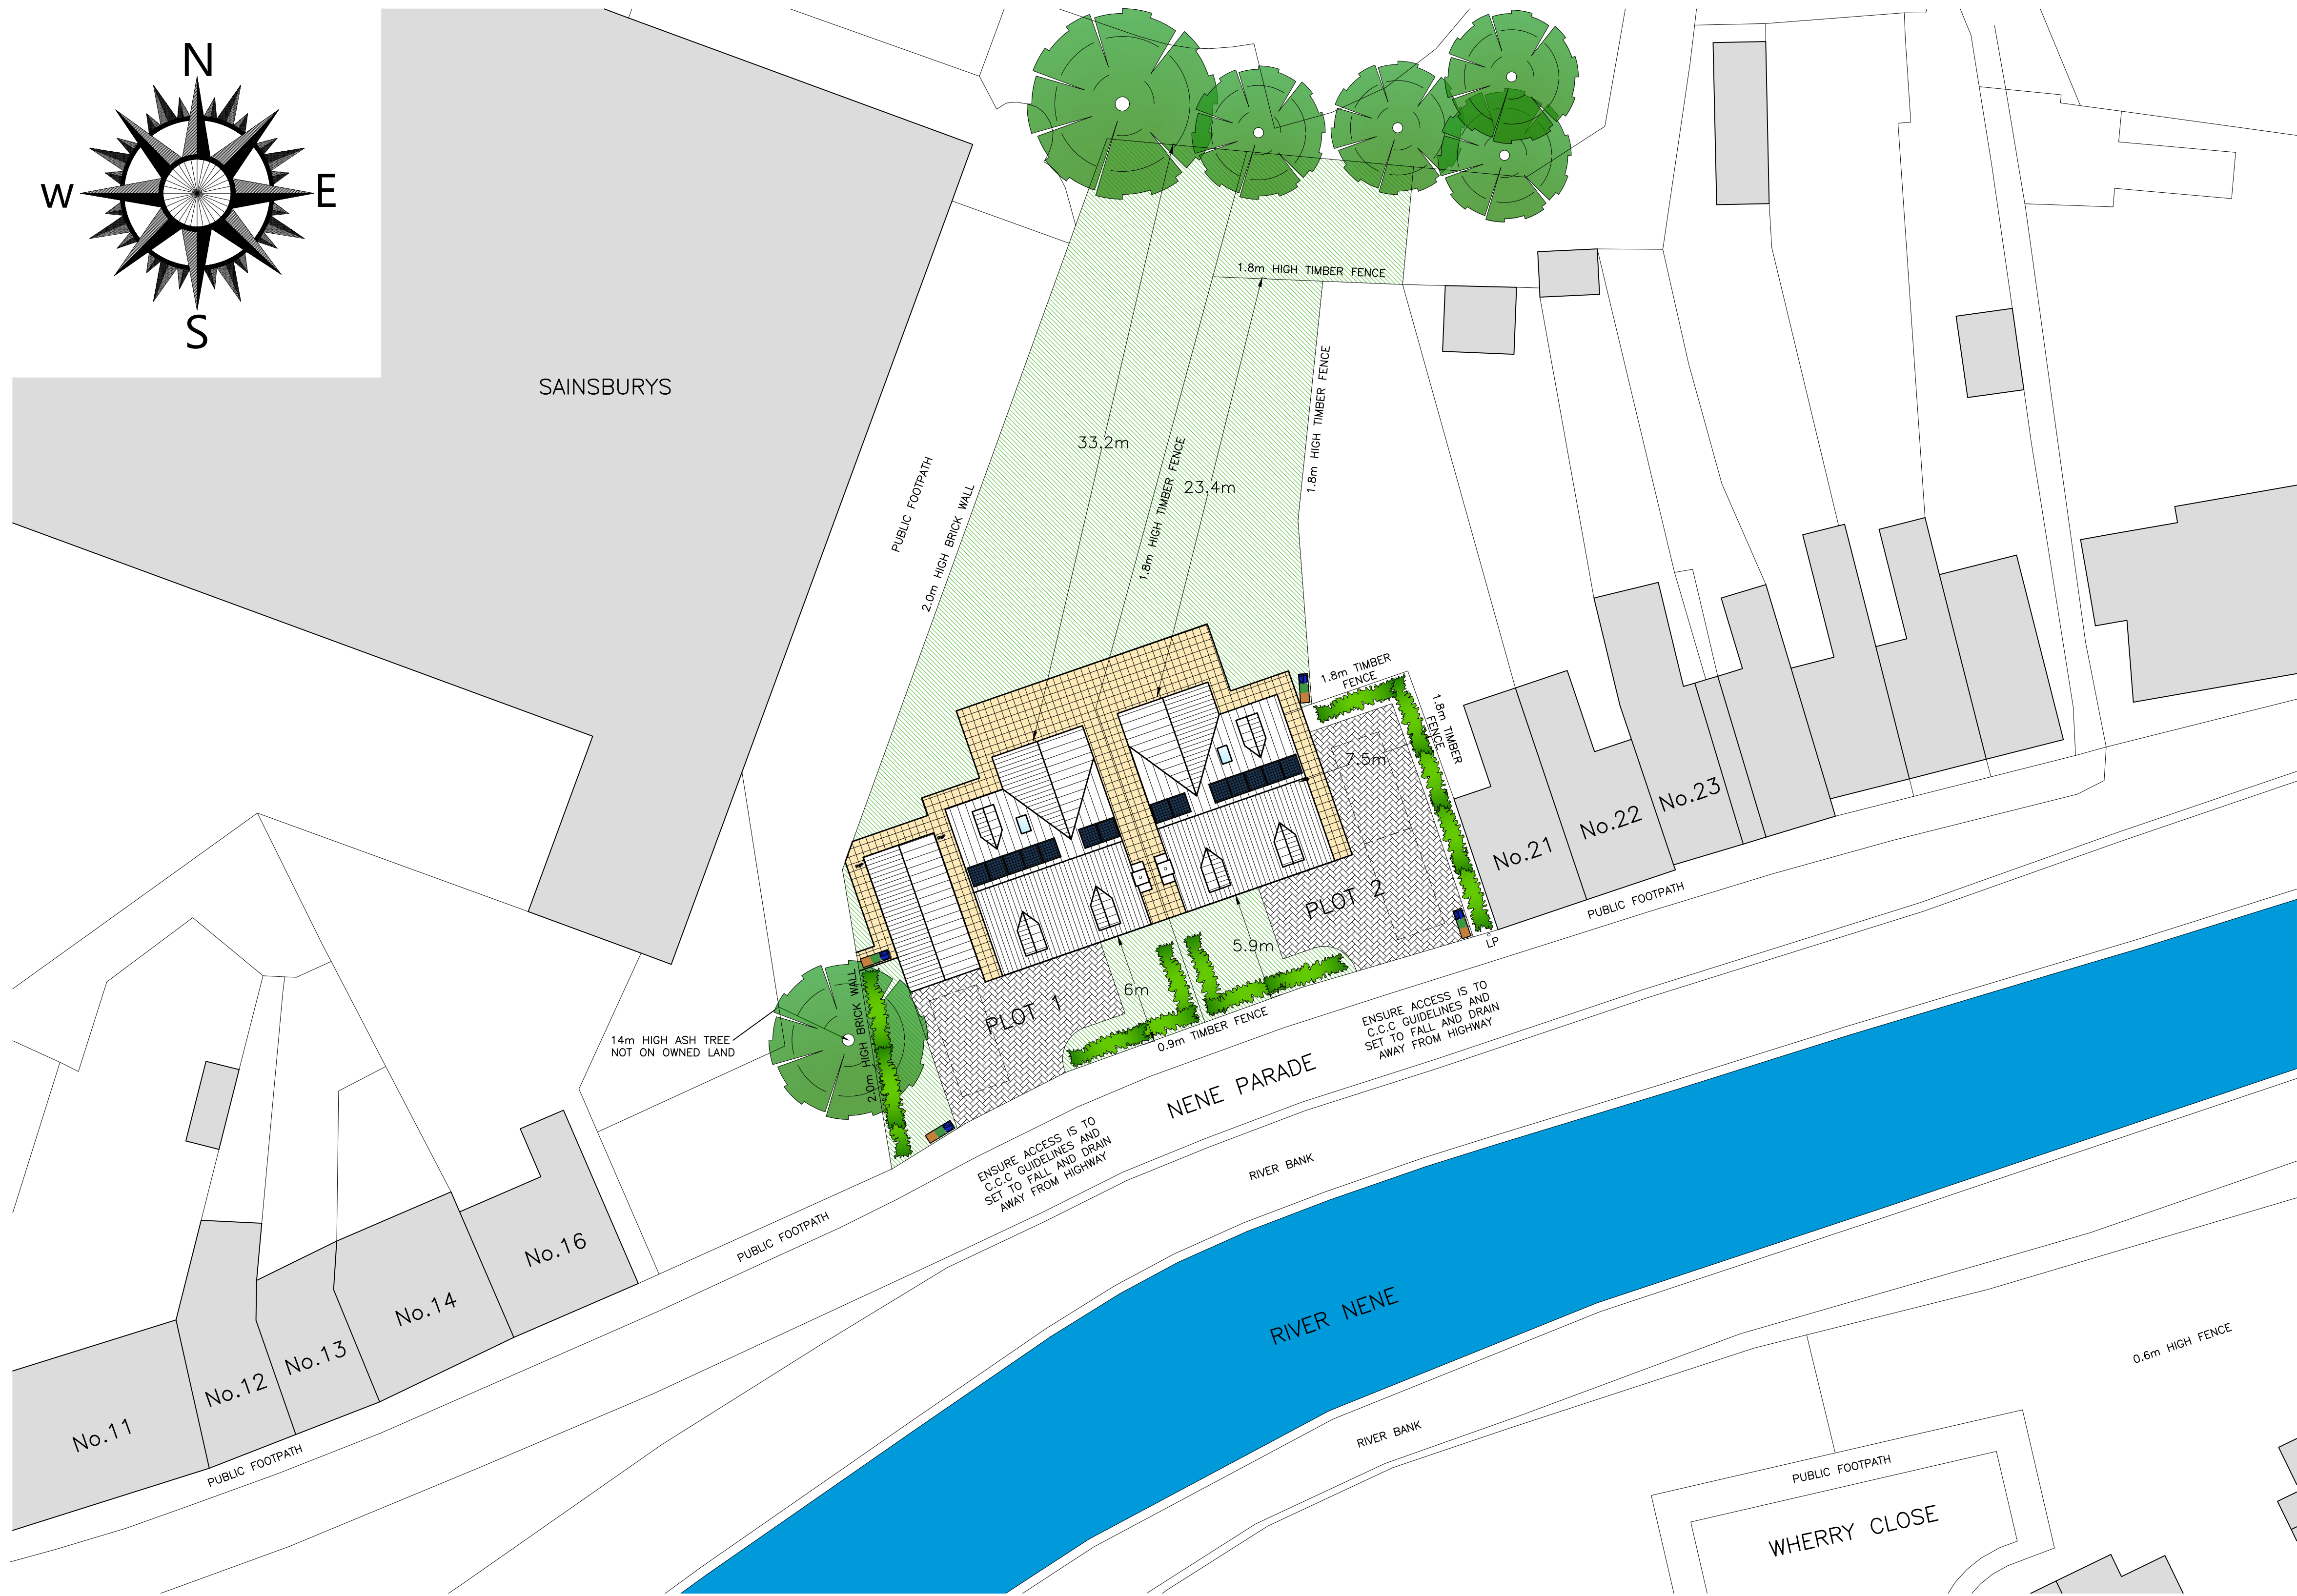 N
W
E
S
SAINSBURYS
1.8m HIGH TIMBER FENCE
33.2m
23.4m
1.8m HIGH TIMBER FENCE
1.8m HIGH TIMBER FENCE
PUBLIC FOOTPATH
2.0m HIGH BRICK WALL
1.8m TIMBER
FENCE
1.8m TIMBER
FENCE
7.5m
PLOT 2
5.9m
6m
PLOT 1
LP
No.21
No.22
No.23
PUBLIC FOOTPATH
14m HIGH ASH TREE
NOT ON OWNED LAND
2.0m HIGH BRICK WALL
0.9m TIMBER FENCE
ENSURE ACCESS IS TO
C.C.C GUIDELINES AND
SET TO FALL AND DRAIN
AWAY FROM HIGHWAY
NENE PARADE
ENSURE ACCESS IS TO
C.C.C GUIDELINES AND
SET TO FALL AND DRAIN
AWAY FROM HIGHWAY
RIVER BANK
PUBLIC FOOTPATH
No.16
No.14
No.13
No.12
No.11
PUBLIC FOOTPATH
RIVER NENE
RIVER BANK
0.6m HIGH FENCE
PUBLIC FOOTPATH
WHERRY CLOSE